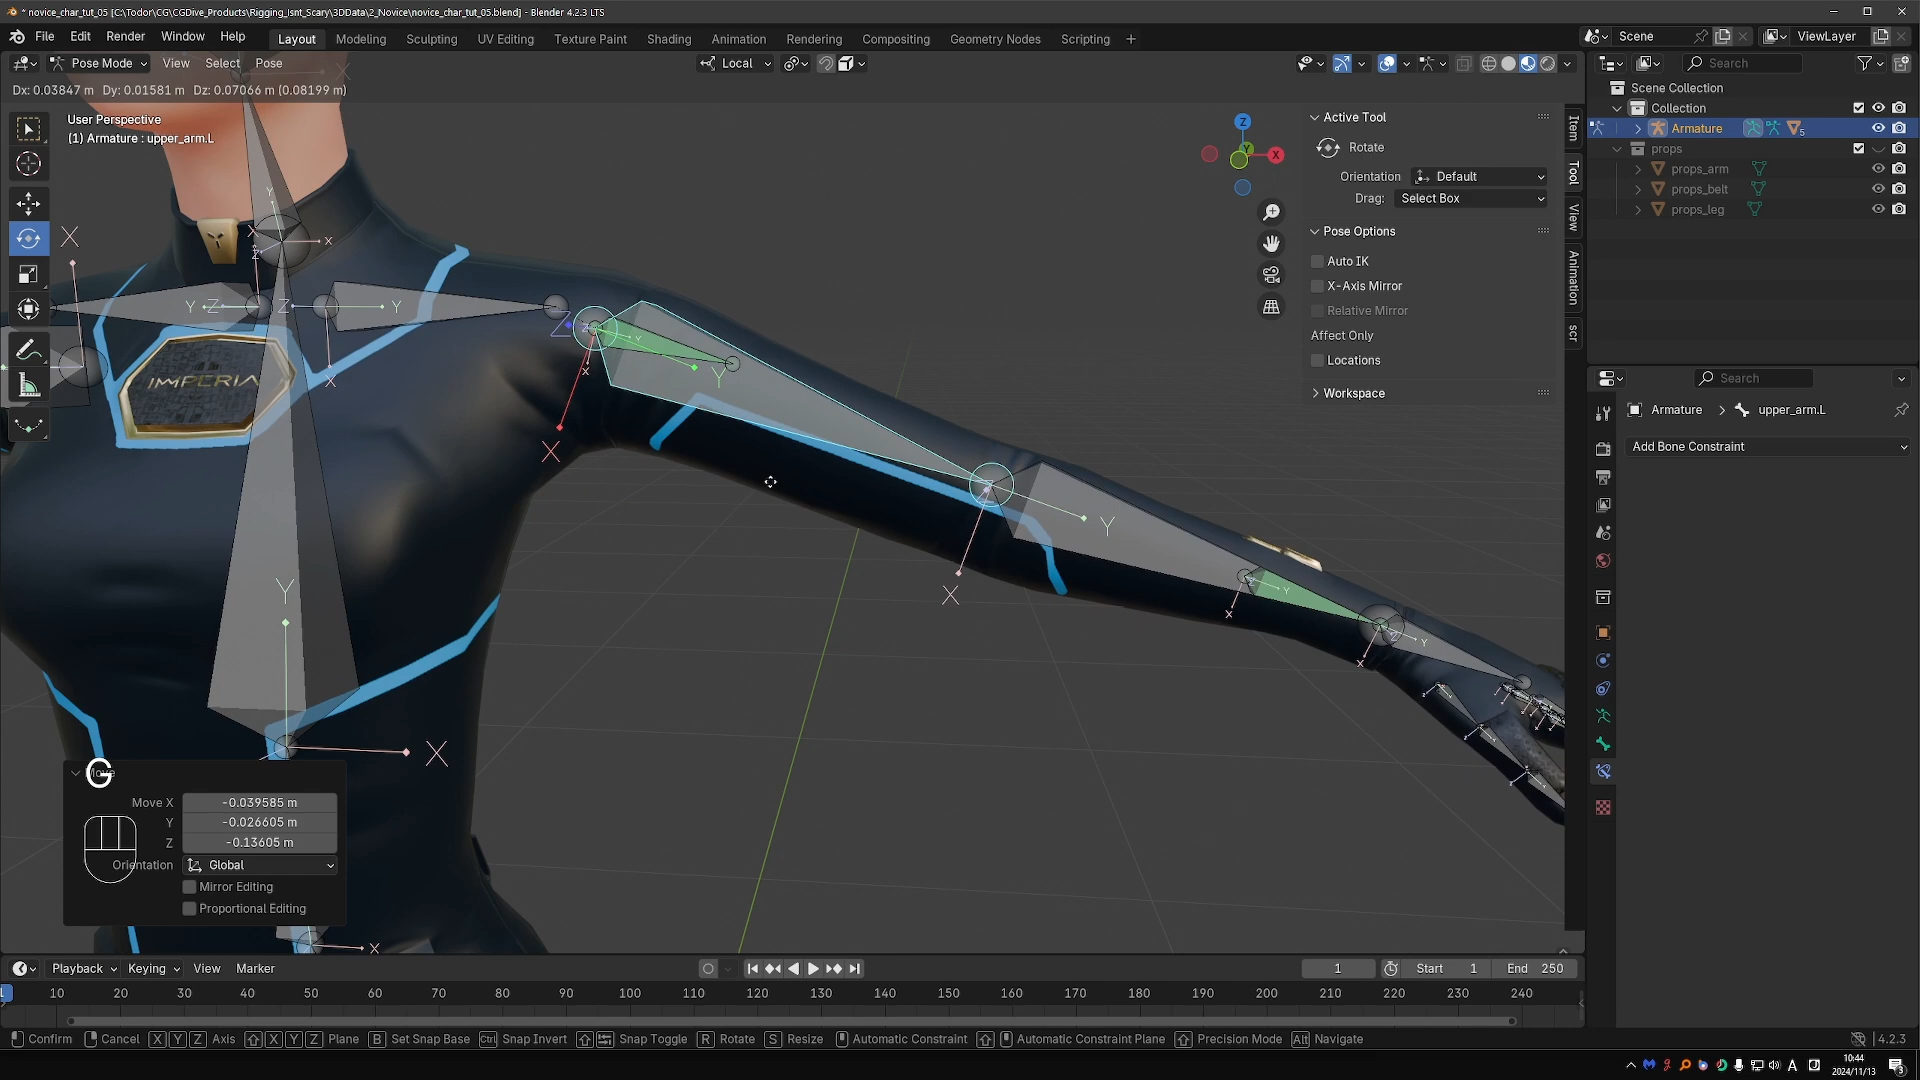 * novice_char_tut_05 [C:\Todor\CG\CGDive_Products\Rigging_Isnt_Scary\3DData\2_Novice\novice_char_tut_05.blend] - Blender 4.2.3 LTS
File Edit Render Window Help Layout Modeling Sculpting UV Editing Texture Paint Shading Animation Rendering Compositing Geometry Nodes Scripting +
Scene ViewLayer
Pose Mode View Select Pose Local
Search
Dx: 0.03847 m Dy: 0.01581 m Dz: 0.07066 m (0.08199 m)
User Perspective
(1) Armature : upper_arm.L
Scene Collection
Collection
Armature 5
props
props_arm
props_belt
props_leg
Active Tool
Rotate
Orientation Default
Drag: Select Box
Pose Options
Auto IK
X-Axis Mirror
Relative Mirror
Affect Only
Locations
Workspace
Item
Tool
View
Animation
scr
Z
Y
X
IMPERIA
Search
Armature > upper_arm.L
Add Bone Constraint
G
Move X -0.039585 m
Y -0.026605 m
Z -0.13605 m
Orientation Global
Mirror Editing
Proportional Editing
Playback Keying View Marker
1 Start 1 End 250
1 10 20 30 40 50 60 70 80 90 100 110 120 130 140 150 160 170 180 190 200 210 220 230 240
Confirm Cancel X Y Z Axis X Y Z Plane B Set Snap Base Ctrl Snap Invert Snap Toggle R Rotate S Resize Automatic Constraint Automatic Constraint Plane Precision Mode Alt Navigate 4.2.3
A 10:44
2024/11/13
3